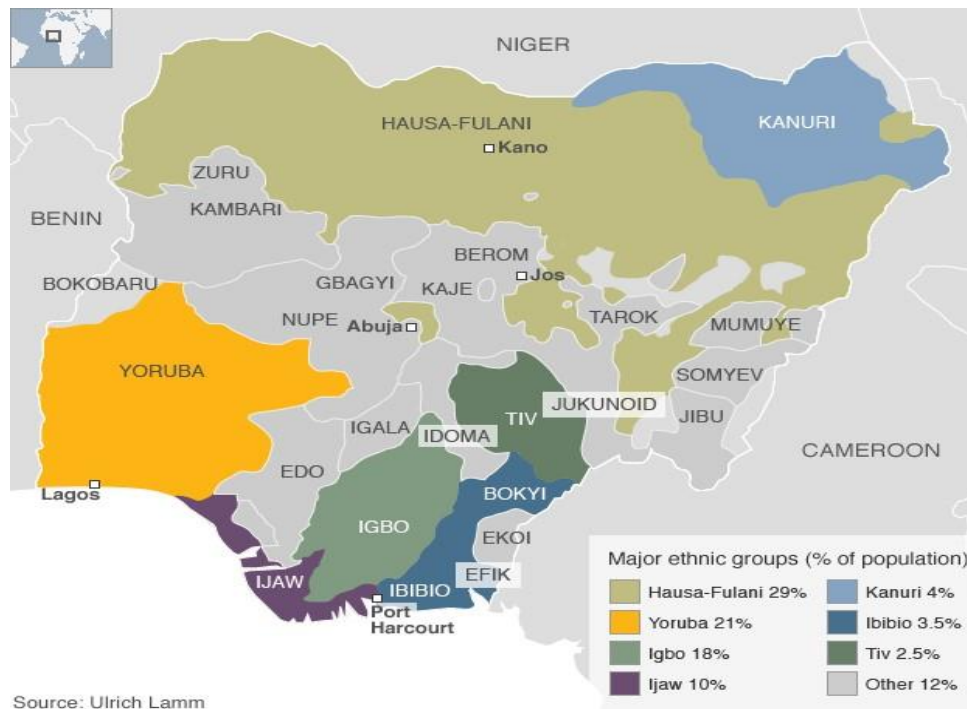 NIGER
HAUSA-FULANI
Kano
KANURI
ZURU
KAMBARI
BENIN
BEROM
Jos
BOKOBARU
GBAGYI
KAJE
NUPE
Abuja
TAROK
MUMUYE
YORUBA
SOMYEV
JUKUNOID
JIBU
TIV
IGALA
IDOMA
EDO
CAMEROON
Lagos
BOKYI
IGBO
EKOI
IJAW
IBIBIO
EFIK
Port
Harcourt
Major ethnic groups (% of population)
Hausa-Fulani 29%
Yoruba 21%
Igbo 18%
Ijaw 10%
Kanuri 4%
Ibibio 3.5%
Tiv 2.5%
Other 12%
Source: Ulrich Lamm